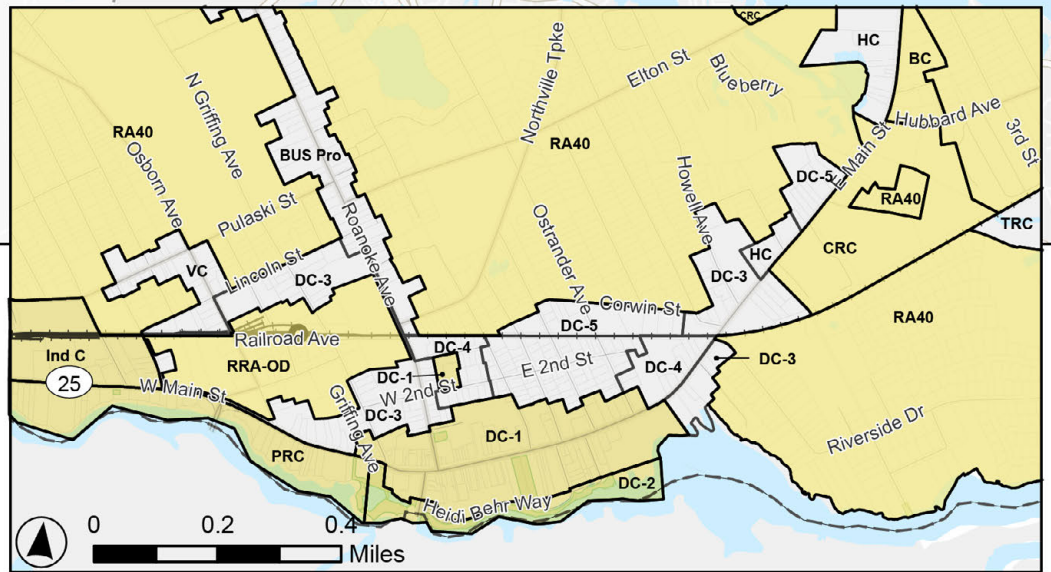 CRC
HC
BC
N Griffing Ave
Northville Tpke
Elton St
Blueberry
Hubbard Ave
3rd St
RA40
Osborn Ave
BUS Pro
RA40
E Main St
DC-5
RA40
Pulaski St
Roanoke Ave
Howell Ave
TRC
VC
Lincoln St
DC-3
Ostrander Ave
HC
CRC
DC-3
Corwin St
DC-5
RA40
Railroad Ave
Ind C
RRA-OD
DC-4
E 2nd St
DC-4
DC-3
25
DC-1
W 2nd St
W Main St
Griffing Ave
DC-3
DC-1
Riverside Dr
PRC
DC-2
Heidi Behr Way
0 0.2 0.4
Miles